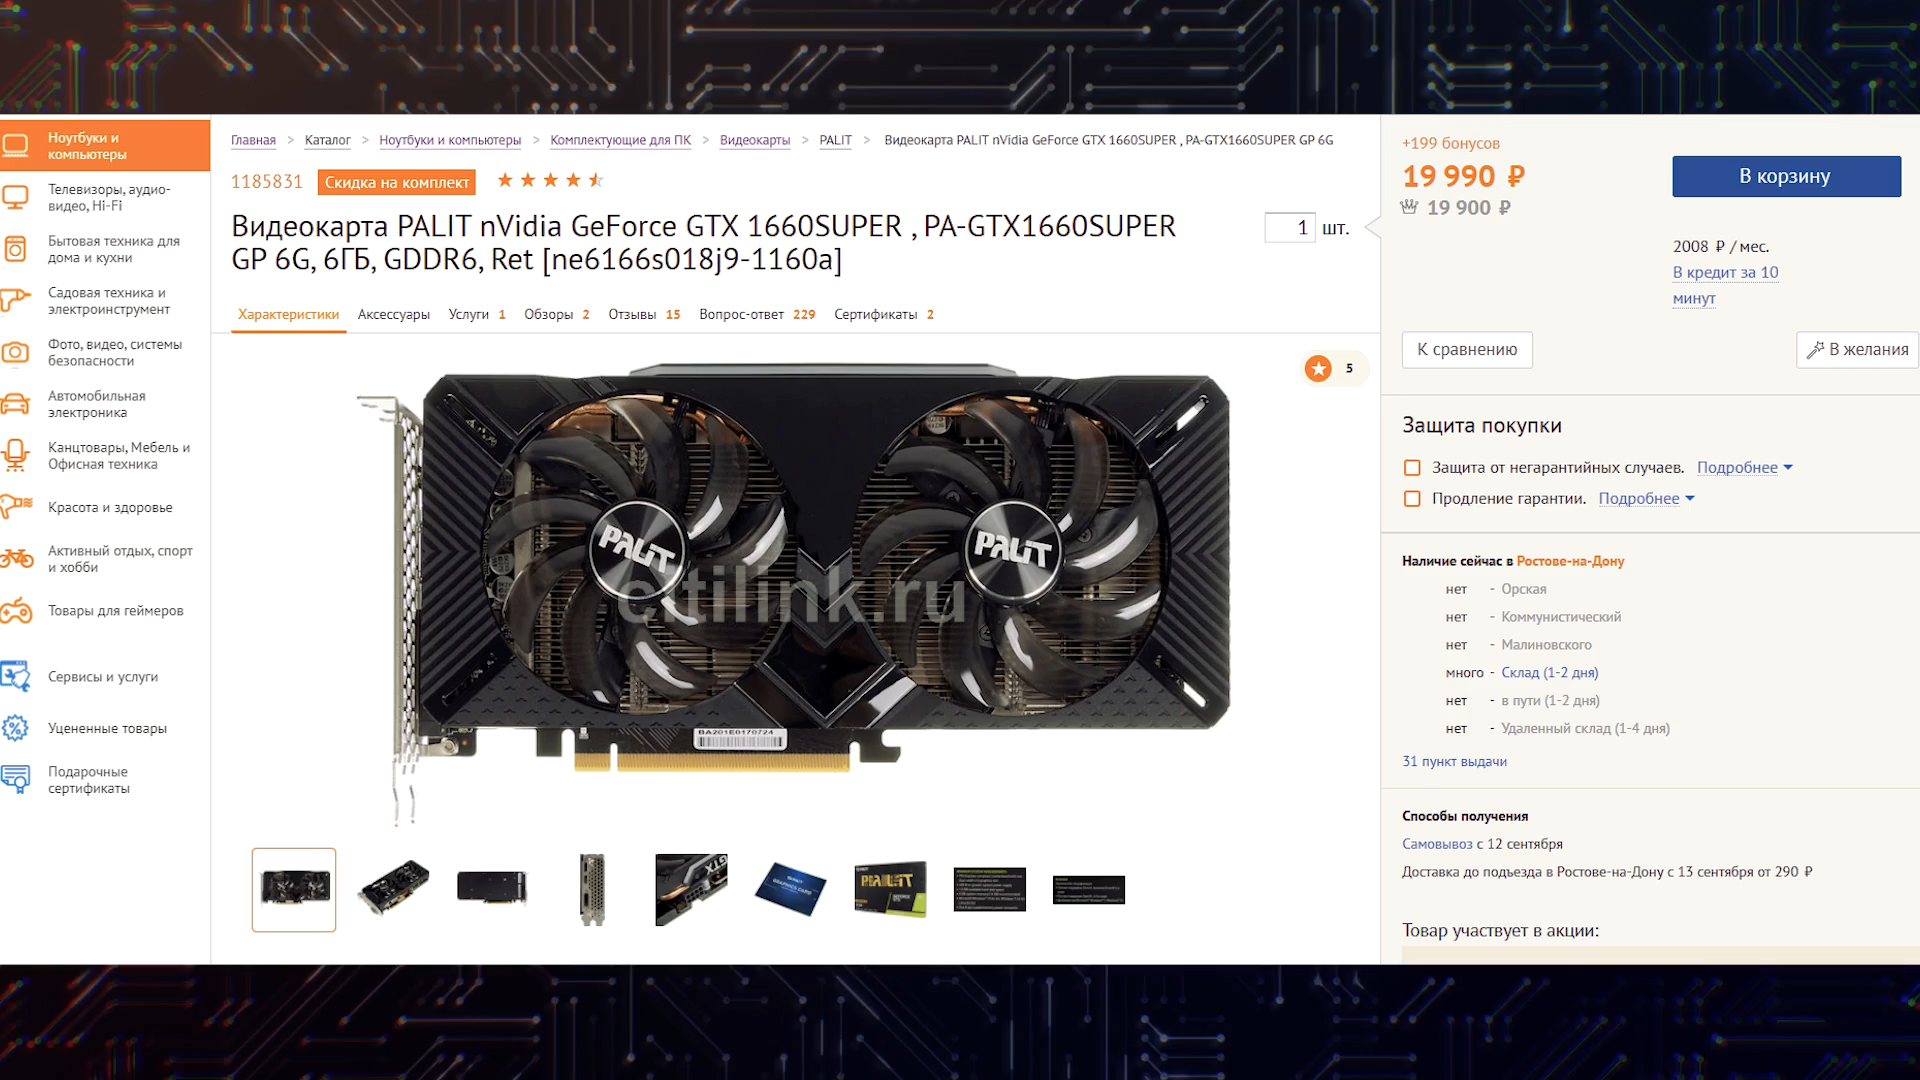 Ноутбуки и
компьютеры
Телевизоры, аудио-
видео, Hi-Fi
Бытовая техника для
дома и кухни
Садовая техника и
электроинструмент
Фото, видео, системы
безопасности
Автомобильная
электроника
Канцтовары, Мебель и
Офисная техника
Красота и здоровье
Активный отдых, спорт
и хобби
Товары для геймеров
Сервисы и услуги
Уцененные товары
Подарочные
сертификаты
Главная > Каталог > Ноутбуки и компьютеры > Комплектующие для ПК > Видеокарты > PALIT > Видеокарта PALIT nVidia GeForce GTX 1660SUPER , PA-GTX1660SUPER GP 6G
1185831 Скидка на комплект
Видеокарта PALIT nVidia GeForce GTX 1660SUPER , PA-GTX1660SUPER
GP 6G, 6ГБ, GDDR6, Ret [ne6166s018j9-1160a]
1 шт.
Характеристики Аксессуары Услуги 1 Обзоры 2 Отзывы 15 Вопрос-ответ 229 Сертификаты 2
5
PALIT PALIT
citilink.ru
BA201E0170724
+199 бонусов
19 990 ₽
19 900 ₽
В корзину
2008 ₽ / мес.
В кредит за 10
минут
К сравнению В желания
Защита покупки
Защита от негарантийных случаев. Подробнее
Продление гарантии. Подробнее
Наличие сейчас в Ростове-на-Дону
нет - Орская
нет - Коммунистический
нет - Малиновского
много - Склад (1-2 дня)
нет - в пути (1-2 дня)
нет - Удаленный склад (1-4 дня)
31 пункт выдачи
Способы получения
Самовывоз с 12 сентября
Доставка до подъезда в Ростове-на-Дону с 13 сентября от 290 ₽
Товар участвует в акции:
GTX
GRAPHICS CARD
PALIT